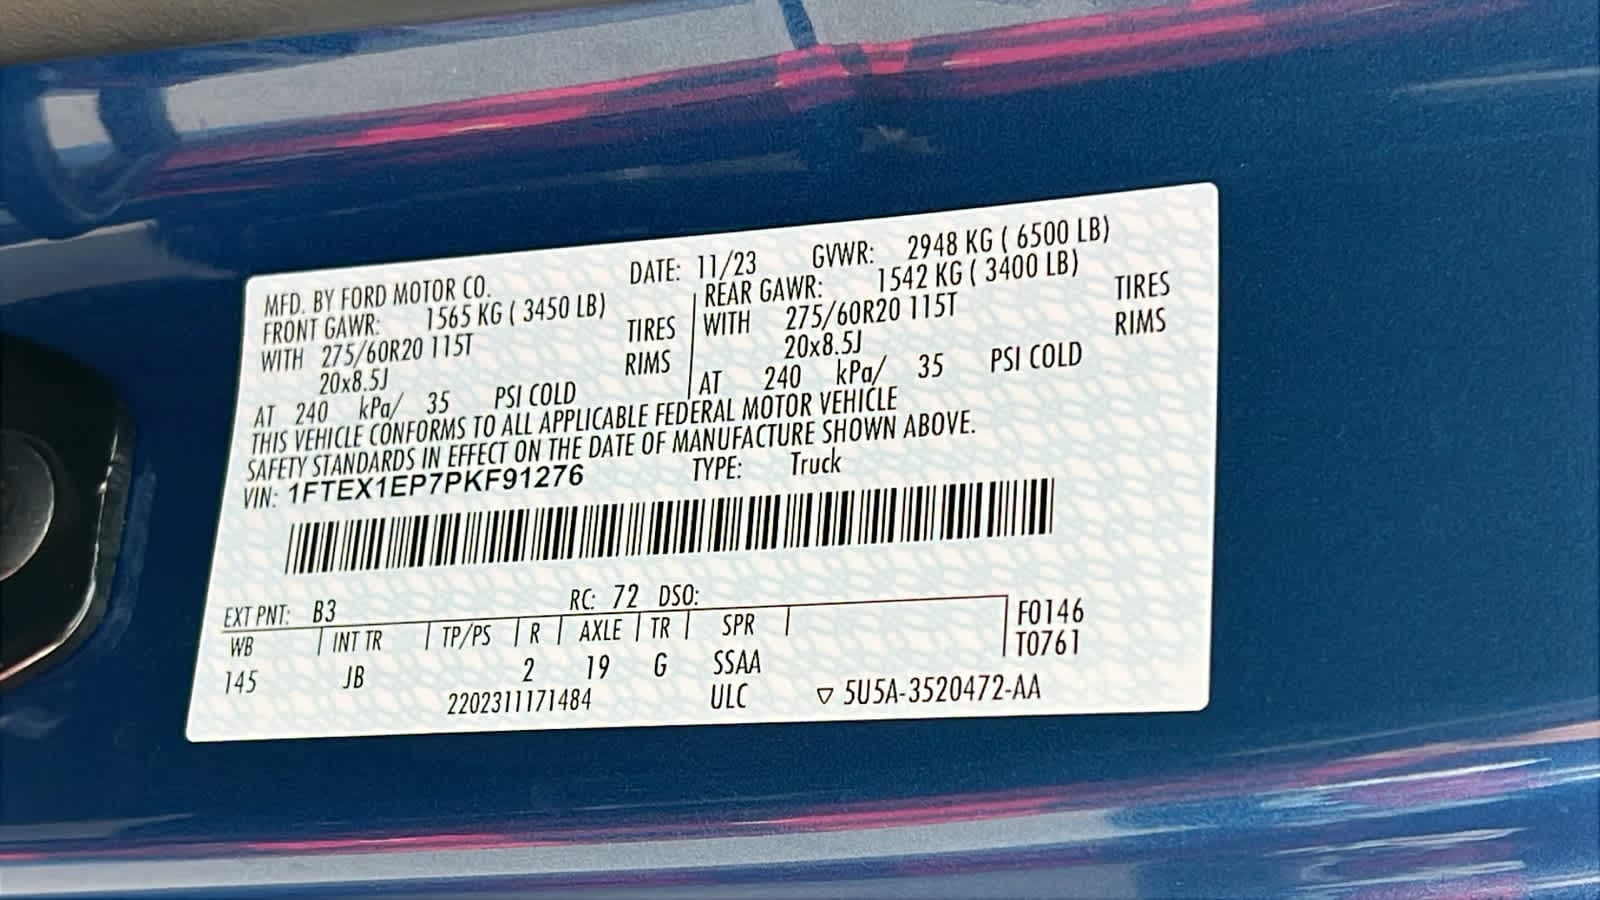 MFD. BY FORD MOTOR CO. DATE: 11/23 GVWR: 2948 KG ( 6500 LB)
FRONT GAWR: 1565 KG ( 3450 LB) REAR GAWR: 1542 KG ( 3400 LB)
WITH 275/60R20 115T TIRES WITH 275/60R20 115T TIRES
20x8.5J RIMS 20x8.5J RIMS
AT 240 kPa/ 35 PSI COLD AT 240 kPa/ 35 PSI COLD
THIS VEHICLE CONFORMS TO ALL APPLICABLE FEDERAL MOTOR VEHICLE
SAFETY STANDARDS IN EFFECT ON THE DATE OF MANUFACTURE SHOWN ABOVE.
VIN: 1FTEX1EP7PKF91276 TYPE: Truck
EXT PNT: B3 RC: 72 DSO:
WB INT TR TP/PS R AXLE TR SPR F0146
145 JB 2 19 G SSAA T0761
2202311171484 ULC ▽ 5U5A-3520472-AA